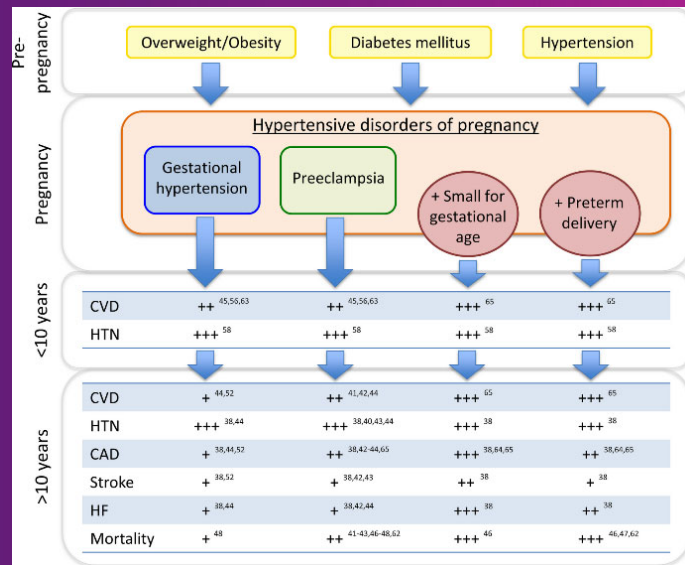 Pre-
pregnancy
Overweight/Obesity Diabetes mellitus Hypertension
Pregnancy
Hypertensive disorders of pregnancy
Gestational
hypertension
Preeclampsia
+ Small for
gestational
age
+ Preterm
delivery
<10 years
CVD ++ 45,56,63 ++ 45,56,63 +++ 65 +++ 65
HTN +++ 58 +++ 58 +++ 58 +++ 58
>10 years
CVD + 44,52 ++ 41,42,44 +++ 65 +++ 65
HTN +++ 38,44 +++ 38,40,43,44 +++ 38 +++ 38
CAD + 38,44,52 ++ 38,42-44,65 +++ 38,64,65 ++ 38,64,65
Stroke + 38,52 + 38,42,43 ++ 38 + 38
HF + 38,44 + 38,42,44 +++ 38 ++ 38
Mortality + 48 ++ 41-43,46-48,62 +++ 46 +++ 46,47,62